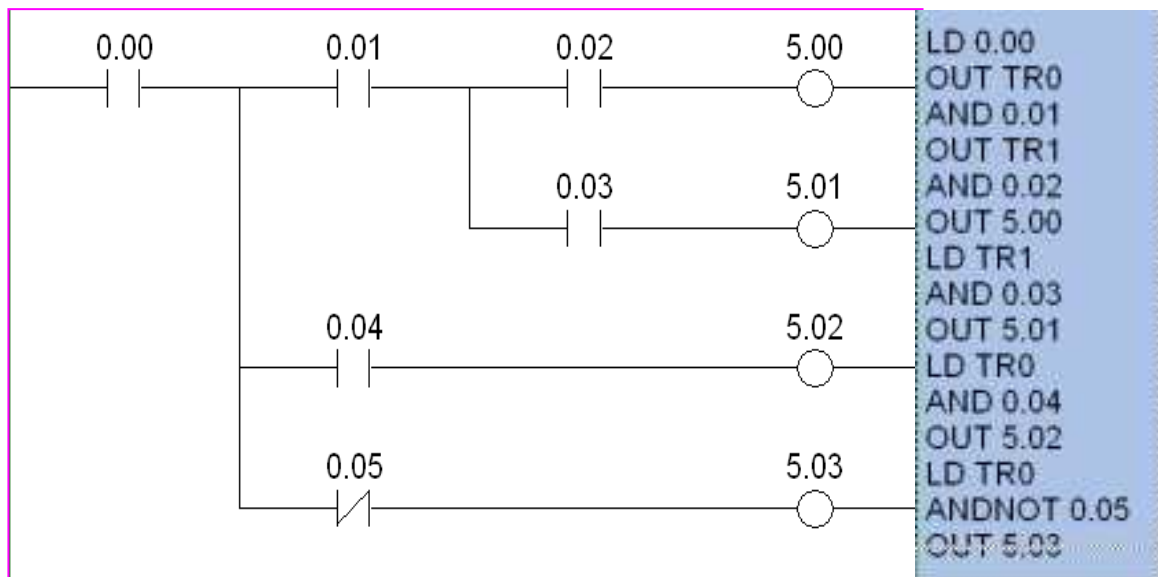 0.00 0.01 0.02 5.00
0.03 5.01
0.04 5.02
0.05 5.03
LD 0.00
OUT TR0
AND 0.01
OUT TR1
AND 0.02
OUT 5.00
LD TR1
AND 0.03
OUT 5.01
LD TR0
AND 0.04
OUT 5.02
LD TR0
ANDNOT 0.05
OUT 5.03